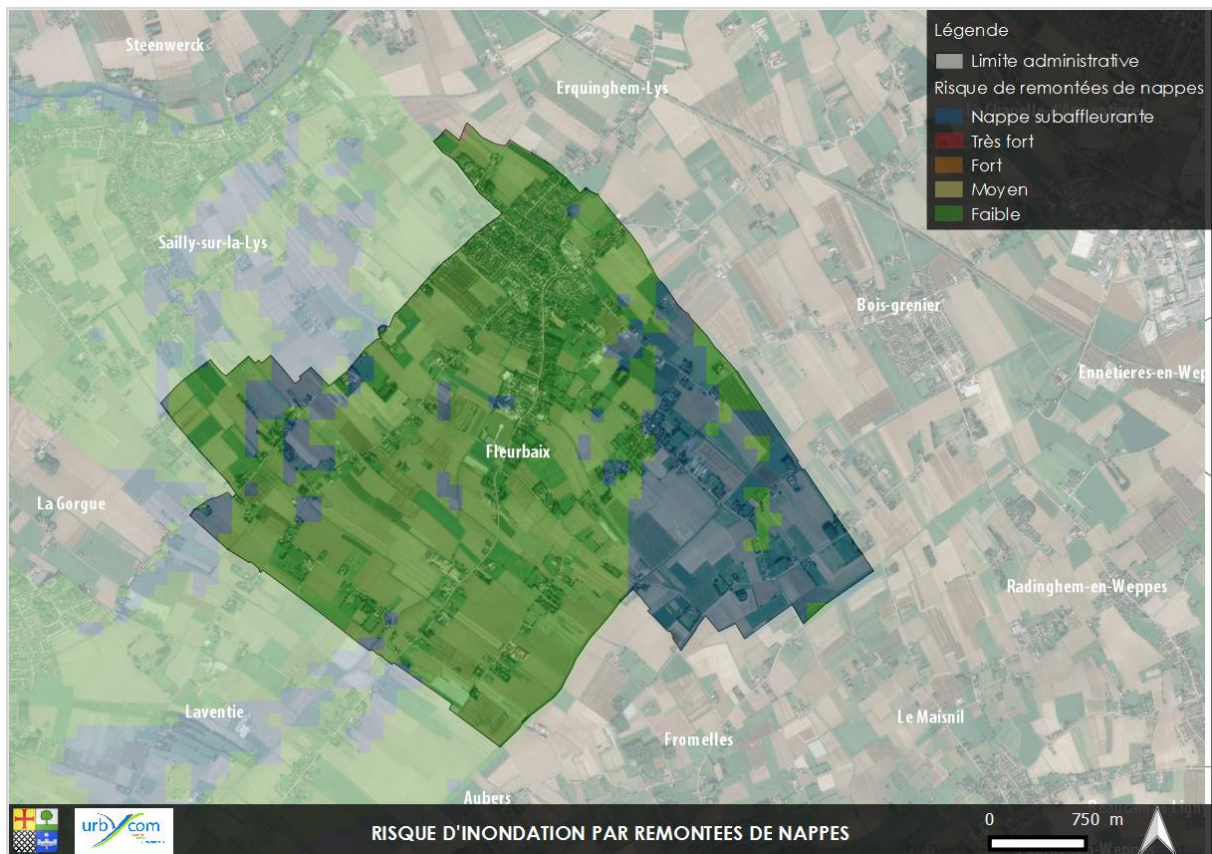 Légende
Limite administrative
Risque de remontées de nappes
Nappe subaffleurante
Très fort
Fort
Moyen
Faible
Steenwerck
Erquinghem-Lys
Sailly-sur-la-Lys
Bois-grenier
Ennetieres-en-Wep
Fleurbaix
La Gorgue
Radinghem-en-Weppes
Laventie
Le Maisnil
Fromelles
Aubers
urbycom
RISQUE D'INONDATION PAR REMONTEES DE NAPPES
0 750 m